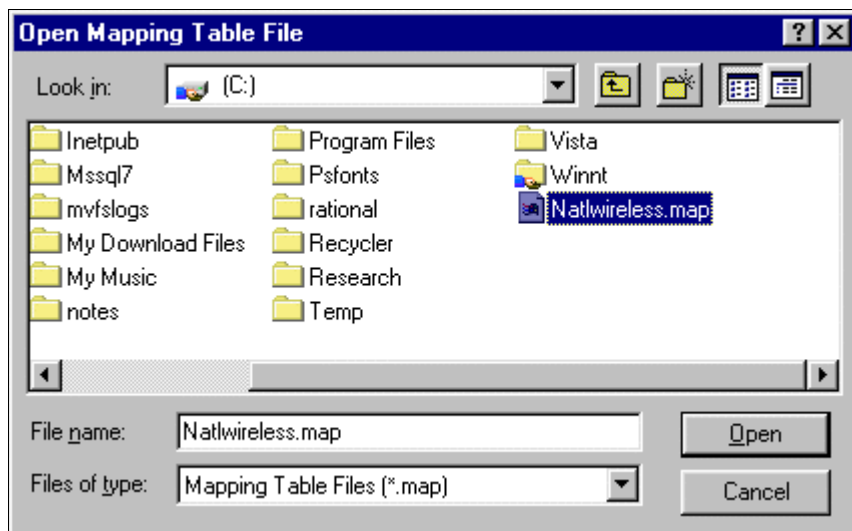 Open Mapping Table File
Look in: (C:)
Inetpub Program Files Vista
Mssql7 Psfonts Winnt
mvfslogs rational Natlwireless.map
My Download Files Recycler
My Music Research
notes Temp
File name: Natlwireless.map Open
Files of type: Mapping Table Files (*.map) Cancel